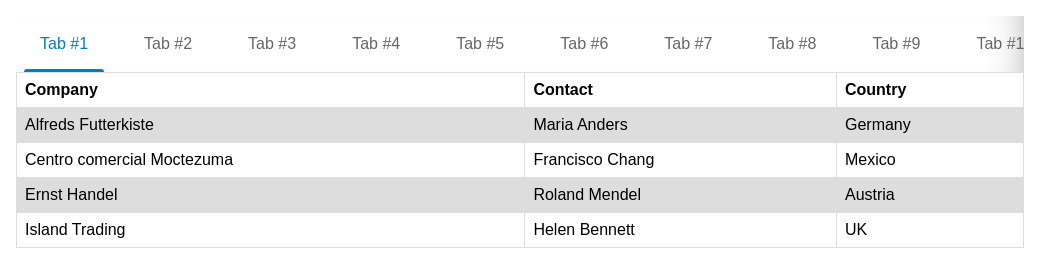 Tab #1 Tab #2 Tab #3 Tab #4 Tab #5 Tab #6 Tab #7 Tab #8 Tab #9 Tab #1
Company Contact Country
Alfreds Futterkiste Maria Anders Germany
Centro comercial Moctezuma Francisco Chang Mexico
Ernst Handel Roland Mendel Austria
Island Trading Helen Bennett UK